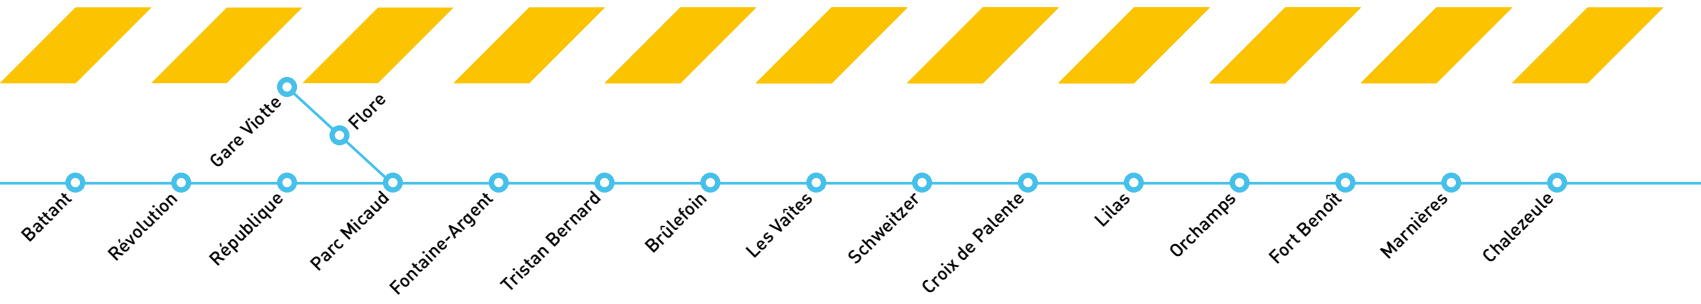 Gare Viotte
Flore
Battant
Révolution
République
Parc Micaud
Fontaine-Argent
Tristan Bernard
Brûlefoin
Les Vaîtes
Schweitzer
Croix de Palente
Lilas
Orchamps
Fort Benoît
Marnières
Chalezeule